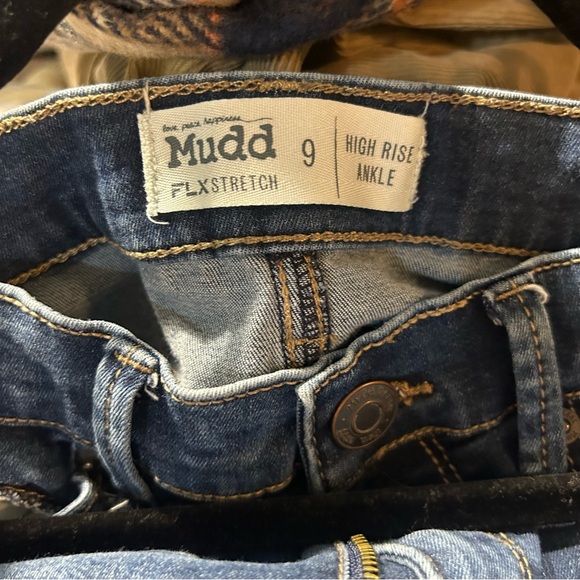 love. peace. happiness
Mudd
FLXSTRETCH
9
HIGH RISE
ANKLE